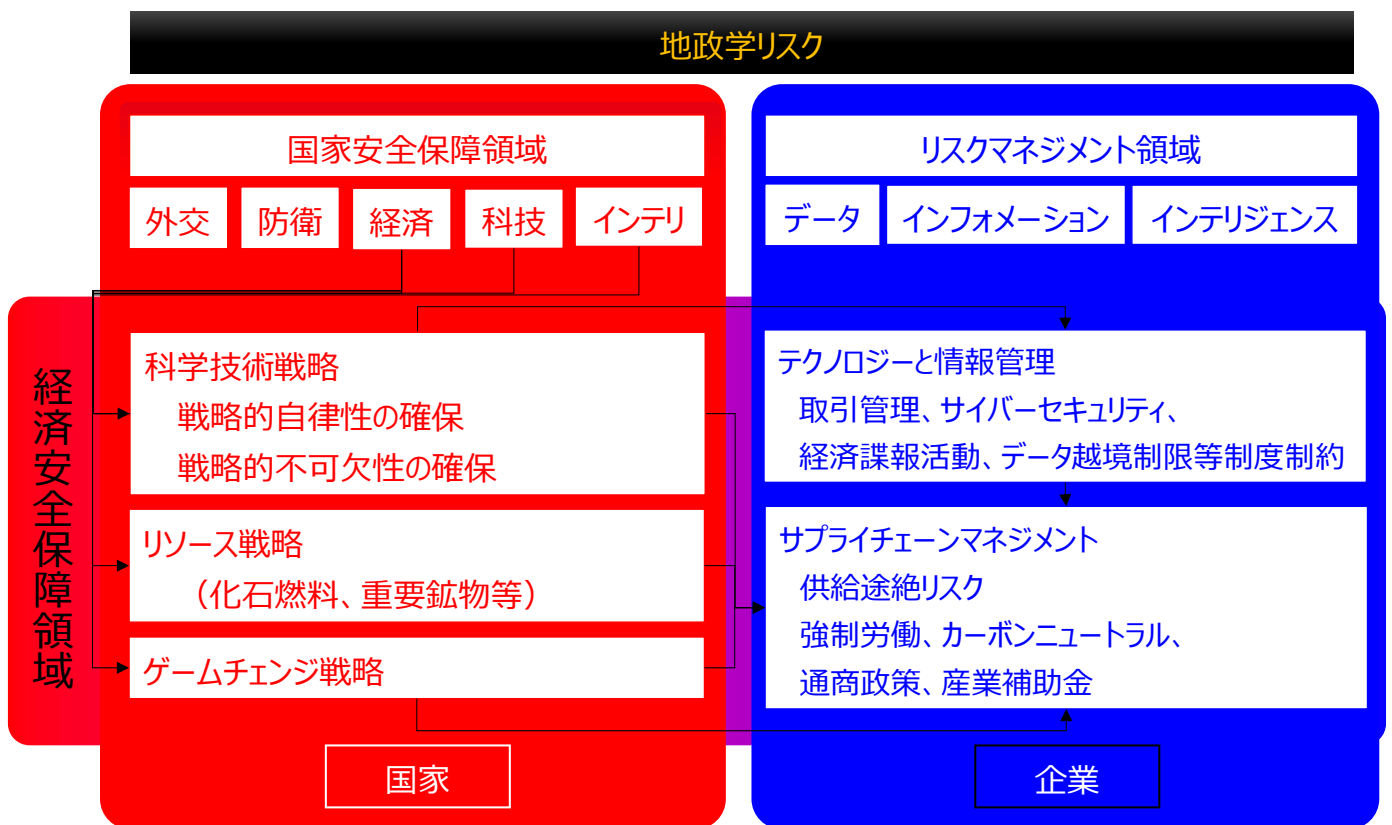 地政学リスク
国家安全保障領域
外交
防衛
経済
科技
インテリ
リスクマネジメント領域
データ
インフォメーション
インテリジェンス
経済安全保障領域
科学技術戦略
戦略的自律性の確保
戦略的不可欠性の確保
リソース戦略
（化石燃料、重要鉱物等）
ゲームチェンジ戦略
国家
テクノロジーと情報管理
取引管理、サイバーセキュリティ、
経済諜報活動、データ越境制限等制度制約
サプライチェーンマネジメント
供給途絶リスク
強制労働、カーボンニュートラル、
通商政策、産業補助金
企業